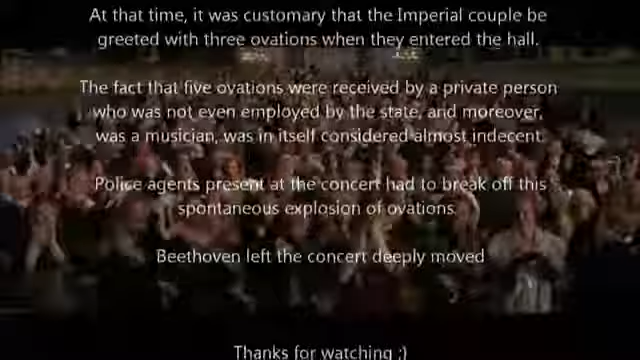 At that time, it was customary that the Imperial couple be
greeted with three ovations when they entered the hall.
The fact that five ovations were received by a private person
who was not even employed by the state, and moreover,
was a musician, was in itself considered almost indecent.
Police agents present at the concert had to break off this
spontaneous explosion of ovations.
Beethoven left the concert deeply moved
Thanks for watching ;)